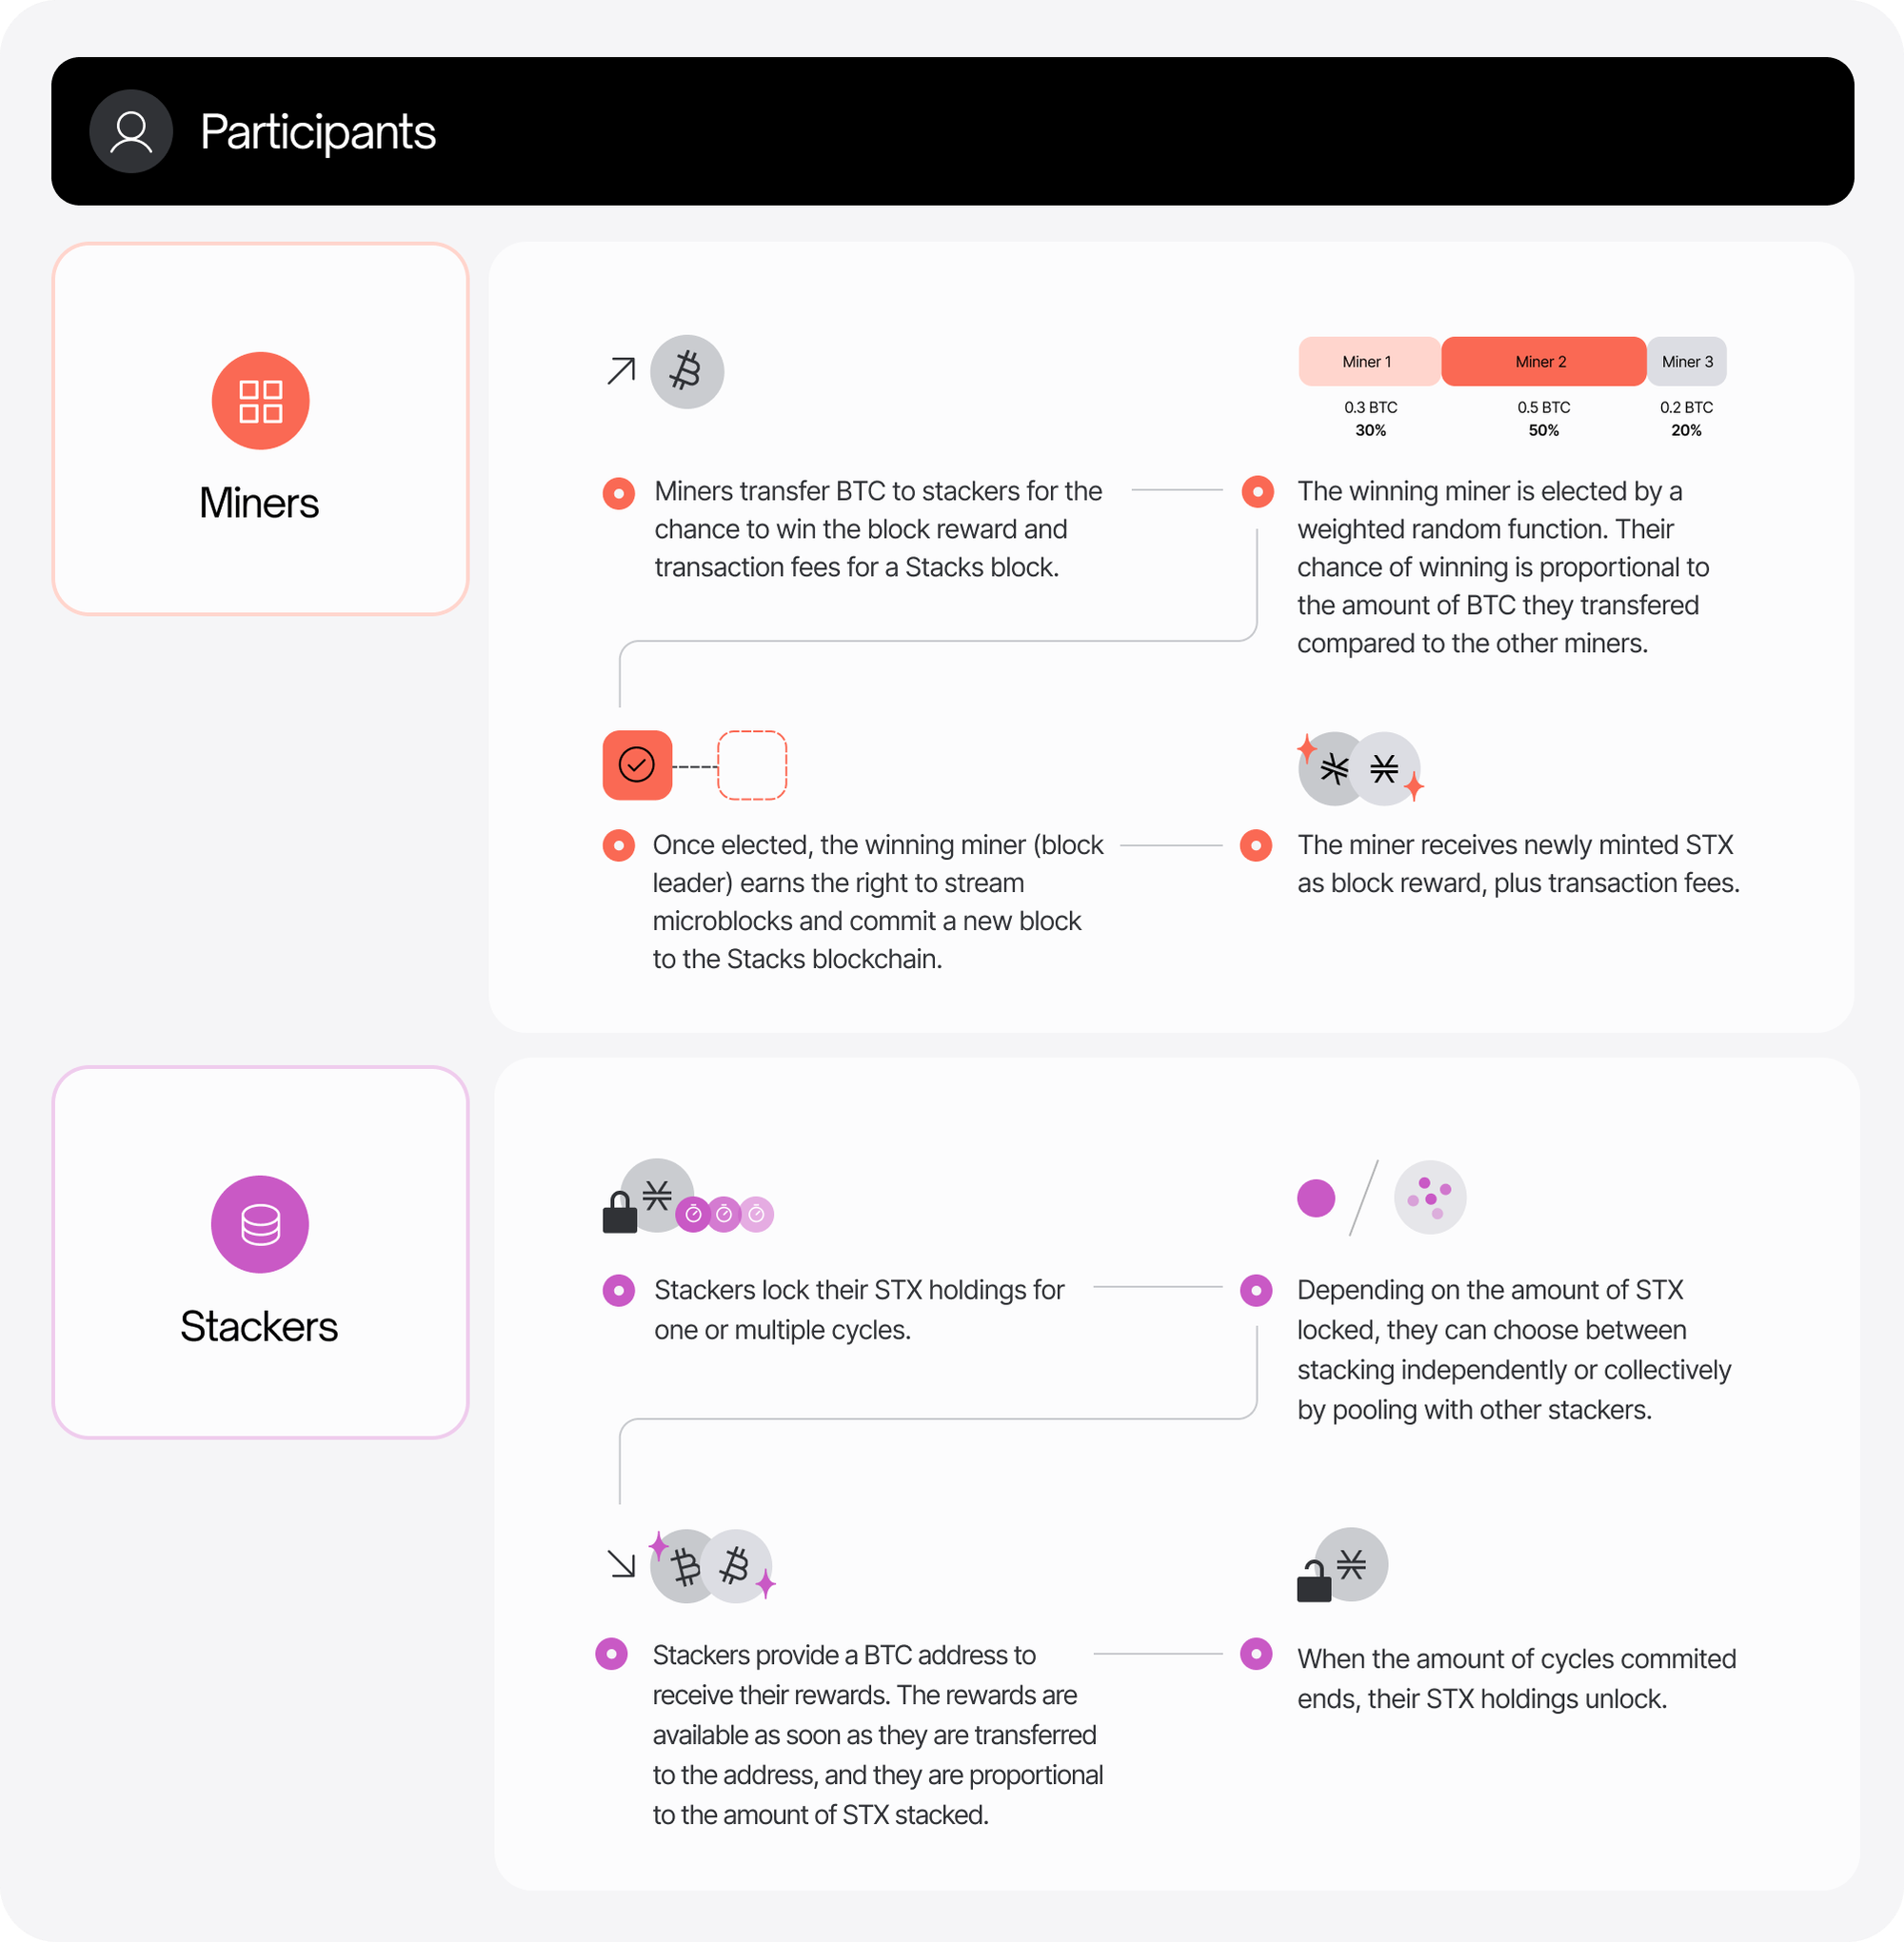 Participants
Miners
Miner 1
Miner 2
Miner 3
0.3 BTC
30%
0.5 BTC
50%
0.2 BTC
20%
Miners transfer BTC to stackers for the
chance to win the block reward and
transaction fees for a Stacks block.
The winning miner is elected by a
weighted random function. Their
chance of winning is proportional to
the amount of BTC they transfered
compared to the other miners.
Once elected, the winning miner (block
leader) earns the right to stream
microblocks and commit a new block
to the Stacks blockchain.
The miner receives newly minted STX
as block reward, plus transaction fees.
Stackers
Stackers lock their STX holdings for
one or multiple cycles.
Depending on the amount of STX
locked, they can choose between
stacking independently or collectively
by pooling with other stackers.
Stackers provide a BTC address to
receive their rewards. The rewards are
available as soon as they are transferred
to the address, and they are proportional
to the amount of STX stacked.
When the amount of cycles commited
ends, their STX holdings unlock.